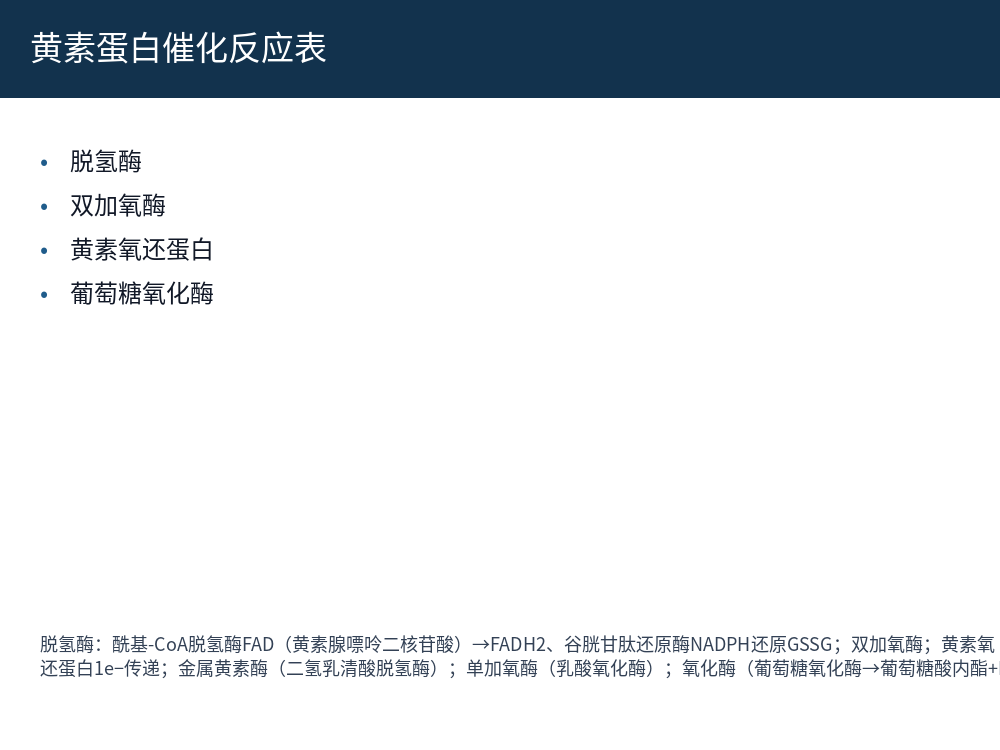 黄素蛋白催化反应表
• 脱氢酶
• 双加氧酶
• 黄素氧还蛋白
• 葡萄糖氧化酶
脱氢酶：酰基-CoA脱氢酶FAD（黄素腺嘌呤二核苷酸）→FADH2、谷胱甘肽还原酶NADPH还原GSSG；双加氧酶；黄素氧
还蛋白1e−传递；金属黄素酶（二氢乳清酸脱氢酶）；单加氧酶（乳酸氧化酶）；氧化酶（葡萄糖氧化酶→葡萄糖酸内酯+